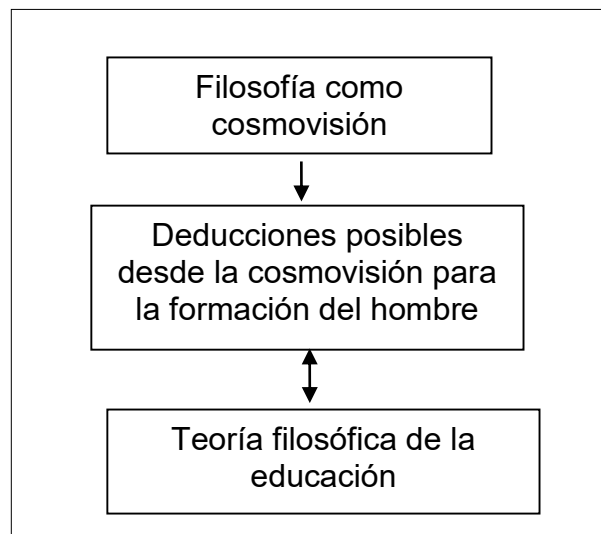 Filosofía como
cosmovisión
Deducciones posibles
desde la cosmovisión para
la formación del hombre
Teoría filosófica de la
educación